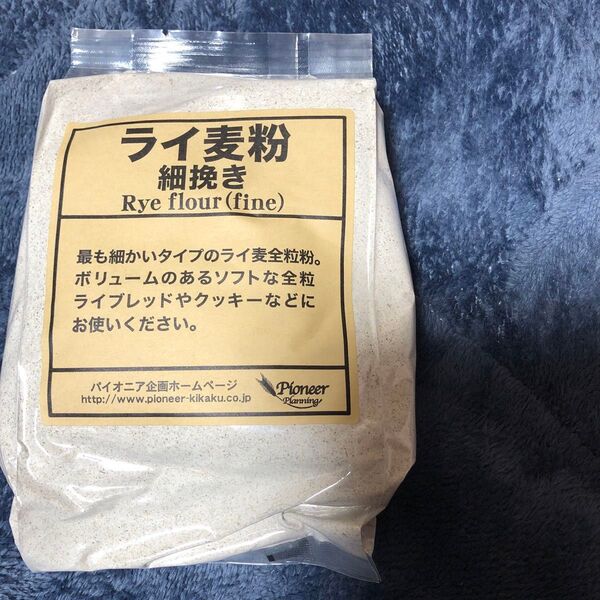 ライ麦粉
細挽き
Rye flour(fine)
最も細かいタイプのライ麦全粒粉。
ボリュームのあるソフトな全粒
ライブレッドやクッキーなどに
お使いください。
パイオニア企画ホームページ
http://www.pioneer-kikaku.co.jp
Pioneer
Planning